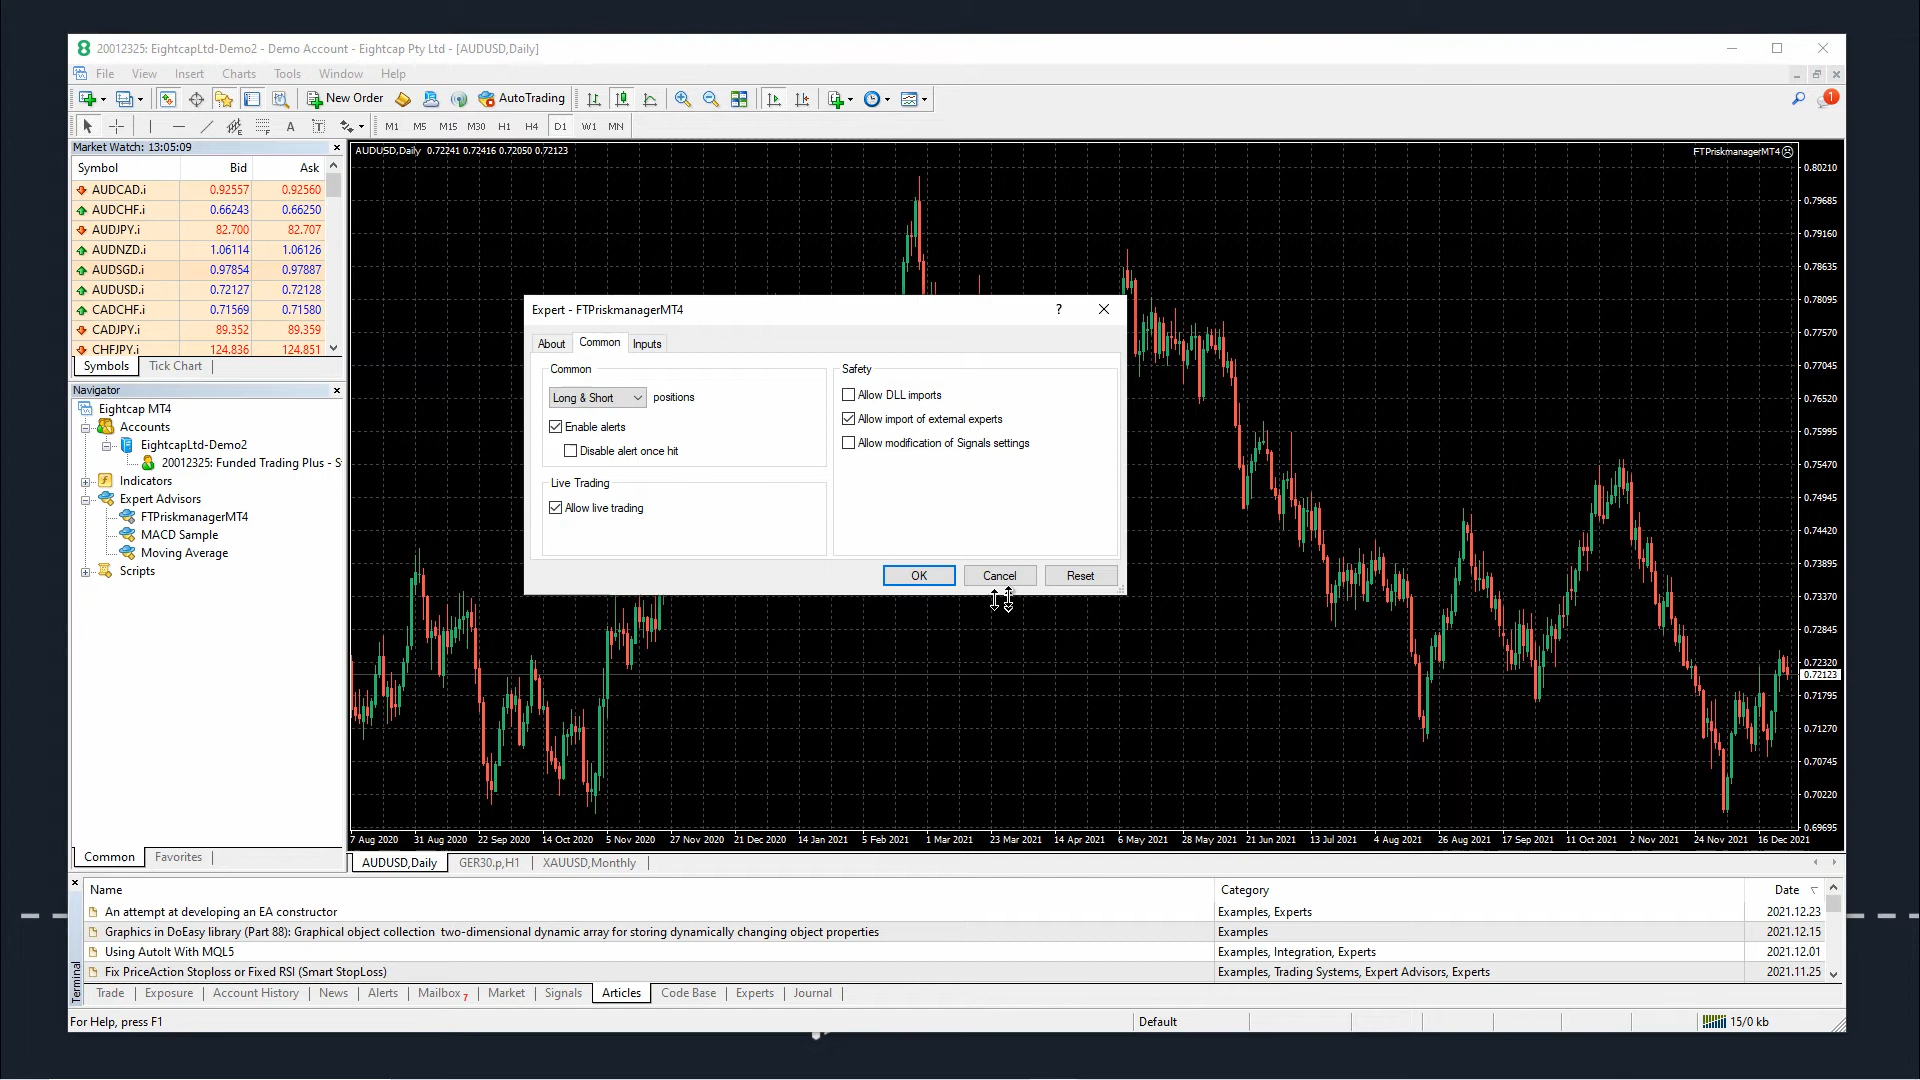 20012325: EightcapLtd-Demo2 - Demo Account - Eightcap Pty Ltd - [AUDUSD,Daily]
File View Insert Charts Tools Window Help
New Order AutoTrading 1
A T M1 M5 M15 M30 H1 H4 D1 W1 MN
Market Watch: 13:05:09
Symbol Bid Ask
AUDCAD.i 0.92557 0.92560
AUDCHF.i 0.66243 0.66250
AUDJPY.i 82.700 82.707
AUDNZD.i 1.06114 1.06126
AUDSGD.i 0.97854 0.97887
AUDUSD.i 0.72127 0.72128
CADCHF.i 0.71569 0.71580
CADJPY.i 89.352 89.359
CHFJPY.i 124.836 124.851
Symbols Tick Chart
Navigator
Eightcap MT4
Accounts
EightcapLtd-Demo2
20012325: Funded Trading Plus - S
Indicators
Expert Advisors
FTPriskmanagerMT4
MACD Sample
Moving Average
Scripts
Common Favorites
AUDUSD,Daily 0.72241 0.72416 0.72050 0.72123
FTPriskmanagerMT4
0.80210
0.79685
0.79160
0.78635
0.78095
0.77570
0.77045
0.76520
0.75995
0.75470
0.74945
0.74420
0.73895
0.73370
0.72845
0.72320
0.72123
0.71795
0.71270
0.70745
0.70220
0.69695
Expert - FTPriskmanagerMT4 ?
About Common Inputs
Common
Long & Short positions
Enable alerts
Disable alert once hit
Live Trading
Allow live trading
Safety
Allow DLL imports
Allow import of external experts
Allow modification of Signals settings
OK Cancel Reset
7 Aug 2020 31 Aug 2020 22 Sep 2020 14 Oct 2020 5 Nov 2020 27 Nov 2020 21 Dec 2020 14 Jan 2021 5 Feb 2021 1 Mar 2021 23 Mar 2021 14 Apr 2021 6 May 2021 28 May 2021 21 Jun 2021 13 Jul 2021 4 Aug 2021 26 Aug 2021 17 Sep 2021 11 Oct 2021 2 Nov 2021 24 Nov 2021 16 Dec 2021
AUDUSD,Daily GER30.p,H1 XAUUSD,Monthly
Name Category Date
An attempt at developing an EA constructor Examples, Experts 2021.12.23
Graphics in DoEasy library (Part 88): Graphical object collection two-dimensional dynamic array for storing dynamically changing object properties Examples 2021.12.15
Using AutoIt With MQL5 Examples, Integration, Experts 2021.12.01
Fix PriceAction Stoploss or Fixed RSI (Smart StopLoss) Examples, Trading Systems, Expert Advisors, Experts 2021.11.25
Terminal
Trade Exposure Account History News Alerts Mailbox 7 Market Signals Articles Code Base Experts Journal
For Help, press F1 Default 15/0 kb